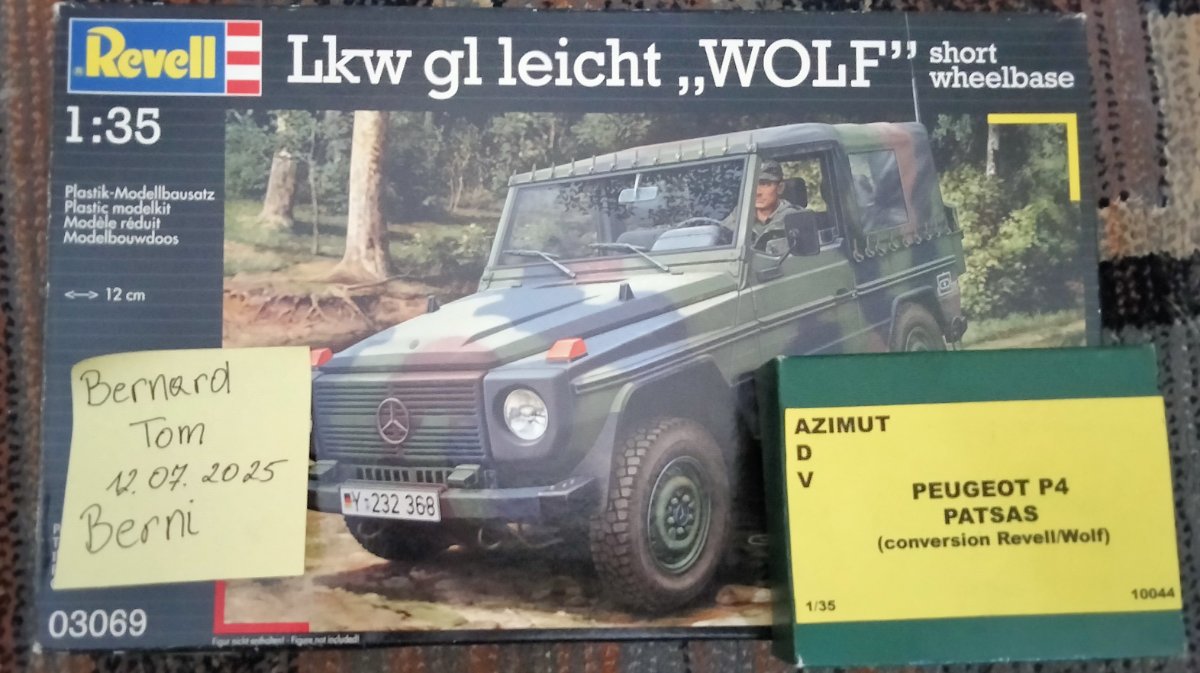 Revell
Lkw gl leicht „WOLF”
short
wheelbase
1:35
Plastik-Modellbausatz
Plastic modelkit
Modèle réduit
Modelbouwdoos
12 cm
Bernard
Tom
12.07.2025
Berni
Y 232 368
03069
Figur nicht enthalten! · Figure not included!
AZIMUT
D
V
PEUGEOT P4
PATSAS
(conversion Revell/Wolf)
1/35
10044